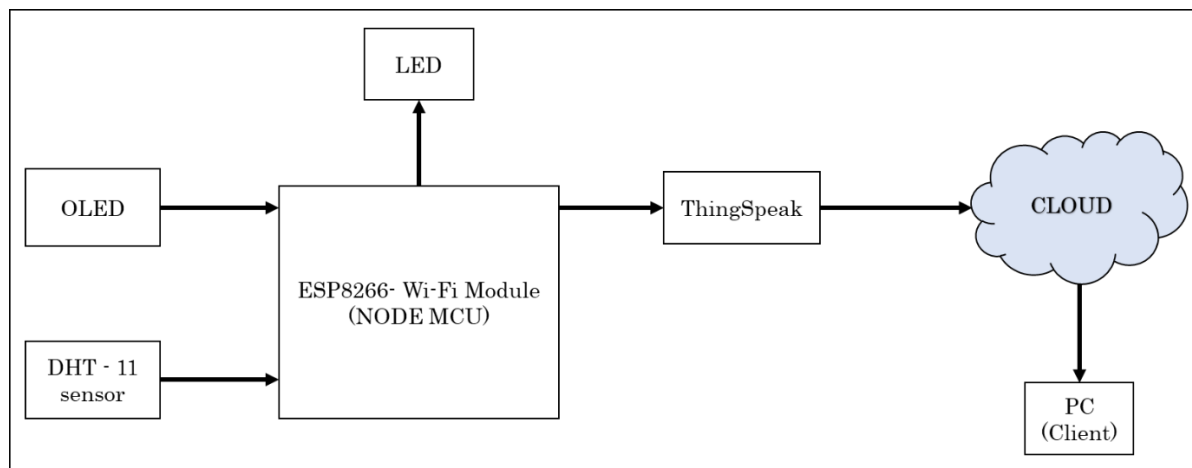 LED
OLED
ThingSpeak
CLOUD
ESP8266- Wi-Fi Module
(NODE MCU)
DHT - 11
sensor
PC
(Client)